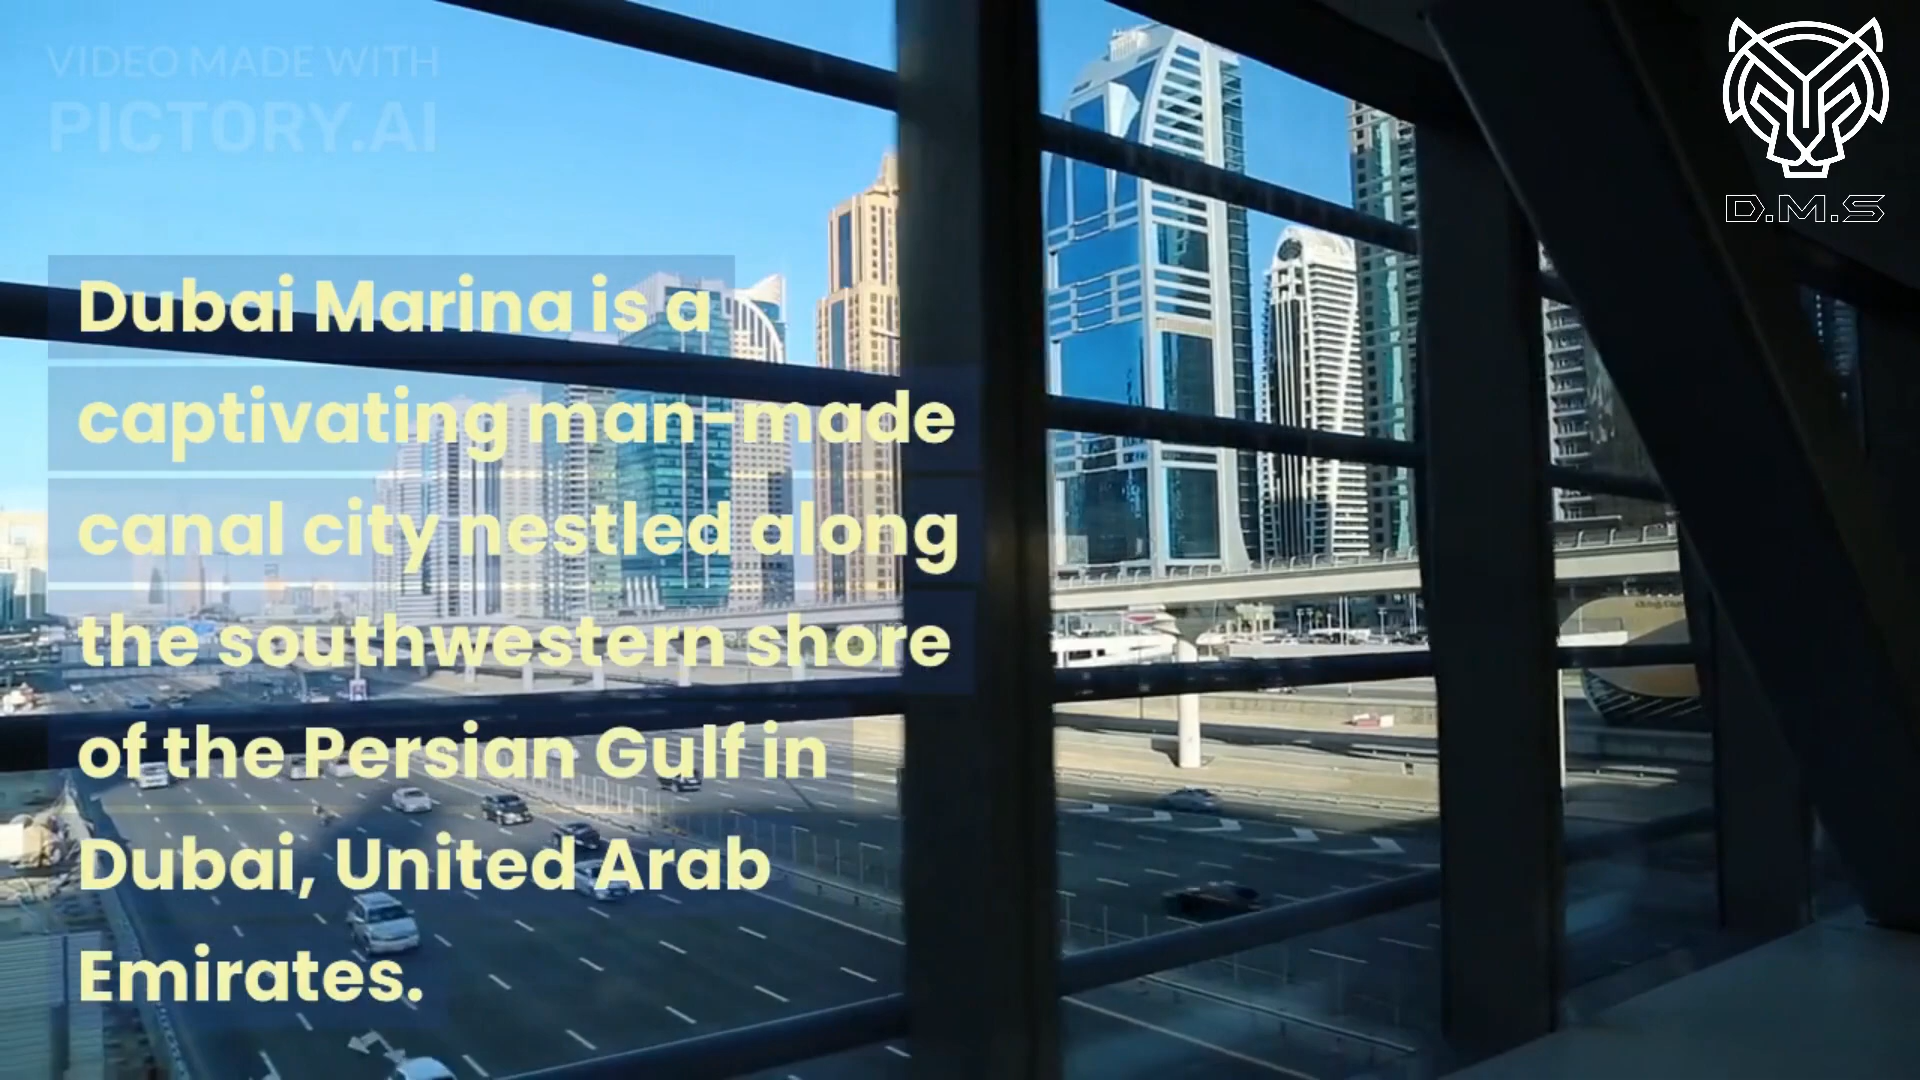 VIDEO MADE WITH
PICTORY.AI
D.M.S
Dubai Marina is a
captivating man-made
canal city nestled along
the southwestern shore
of the Persian Gulf in
Dubai, United Arab
Emirates.